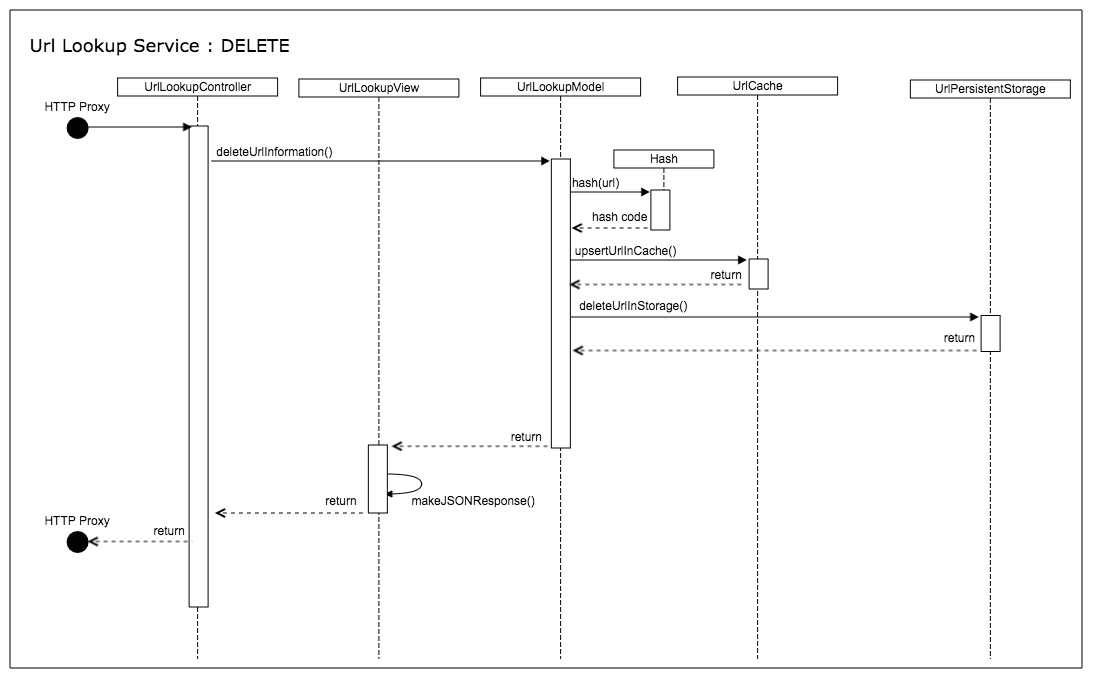 Url Lookup Service : DELETE
UrlLookupController
UrlLookupView
UrlLookupModel
UrlCache
UrlPersistentStorage
HTTP Proxy
deleteUrlInformation()
Hash
hash(url)
hash code
upsertUrlInCache()
return
deleteUrlInStorage()
return
return
makeJSONResponse()
return
HTTP Proxy
return